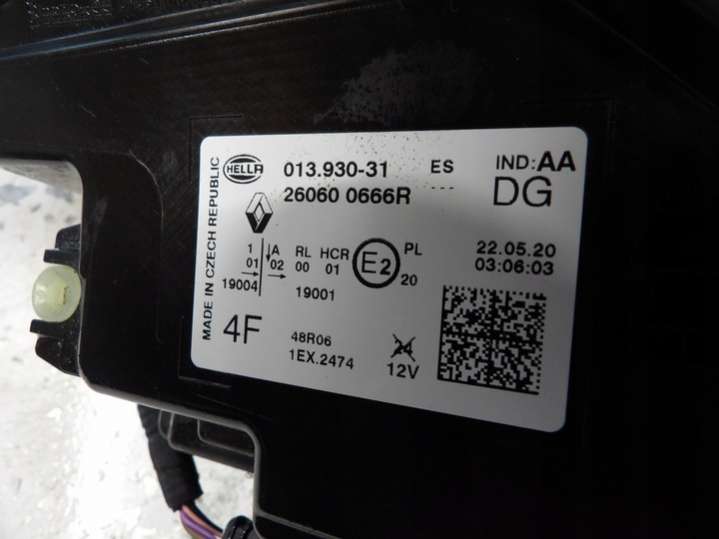 HELLA 013.930-31 ES IND:AA
26060 0666R --- DG
MADE IN CZECH REPUBLIC
1 A RL HCR E2 PL 22.05.20
01 02 00 01 20 03:06:03
19004 19001
4F 48R06 24
1EX.2474 12V